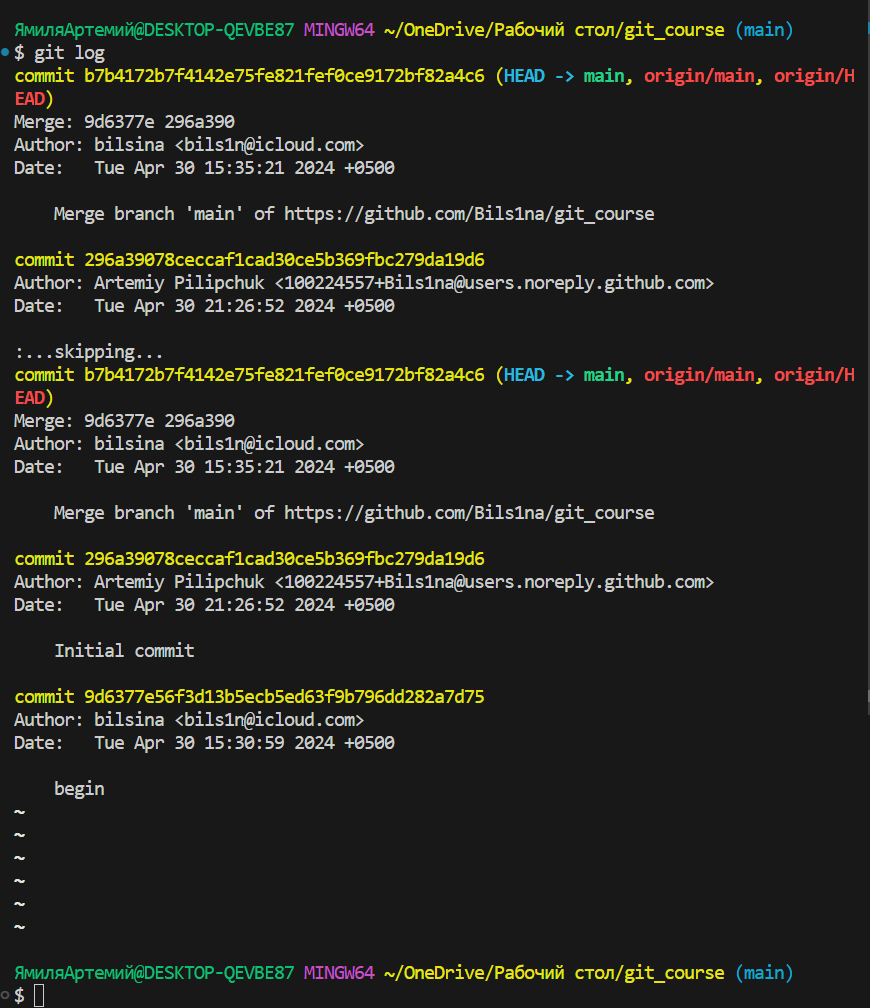 ЯмиляАртемий@DESKTOP-QEVBE87 MINGW64 ~/OneDrive/Рабочий стол/git_course (main)
$ git log
commit b7b4172b7f4142e75fe821fef0ce9172bf82a4c6 (HEAD -> main, origin/main, origin/H
EAD)
Merge: 9d6377e 296a390
Author: bilsina <bils1n@icloud.com>
Date:   Tue Apr 30 15:35:21 2024 +0500

    Merge branch 'main' of https://github.com/Bils1na/git_course

commit 296a39078ceccaf1cad30ce5b369fbc279da19d6
Author: Artemiy Pilipchuk <100224557+Bils1na@users.noreply.github.com>
Date:   Tue Apr 30 21:26:52 2024 +0500

:...skipping...
commit b7b4172b7f4142e75fe821fef0ce9172bf82a4c6 (HEAD -> main, origin/main, origin/H
EAD)
Merge: 9d6377e 296a390
Author: bilsina <bils1n@icloud.com>
Date:   Tue Apr 30 15:35:21 2024 +0500

    Merge branch 'main' of https://github.com/Bils1na/git_course

commit 296a39078ceccaf1cad30ce5b369fbc279da19d6
Author: Artemiy Pilipchuk <100224557+Bils1na@users.noreply.github.com>
Date:   Tue Apr 30 21:26:52 2024 +0500

    Initial commit

commit 9d6377e56f3d13b5ecb5ed63f9b796dd282a7d75
Author: bilsina <bils1n@icloud.com>
Date:   Tue Apr 30 15:30:59 2024 +0500

    begin
~
~
~
~
~
~

ЯмиляАртемий@DESKTOP-QEVBE87 MINGW64 ~/OneDrive/Рабочий стол/git_course (main)
$